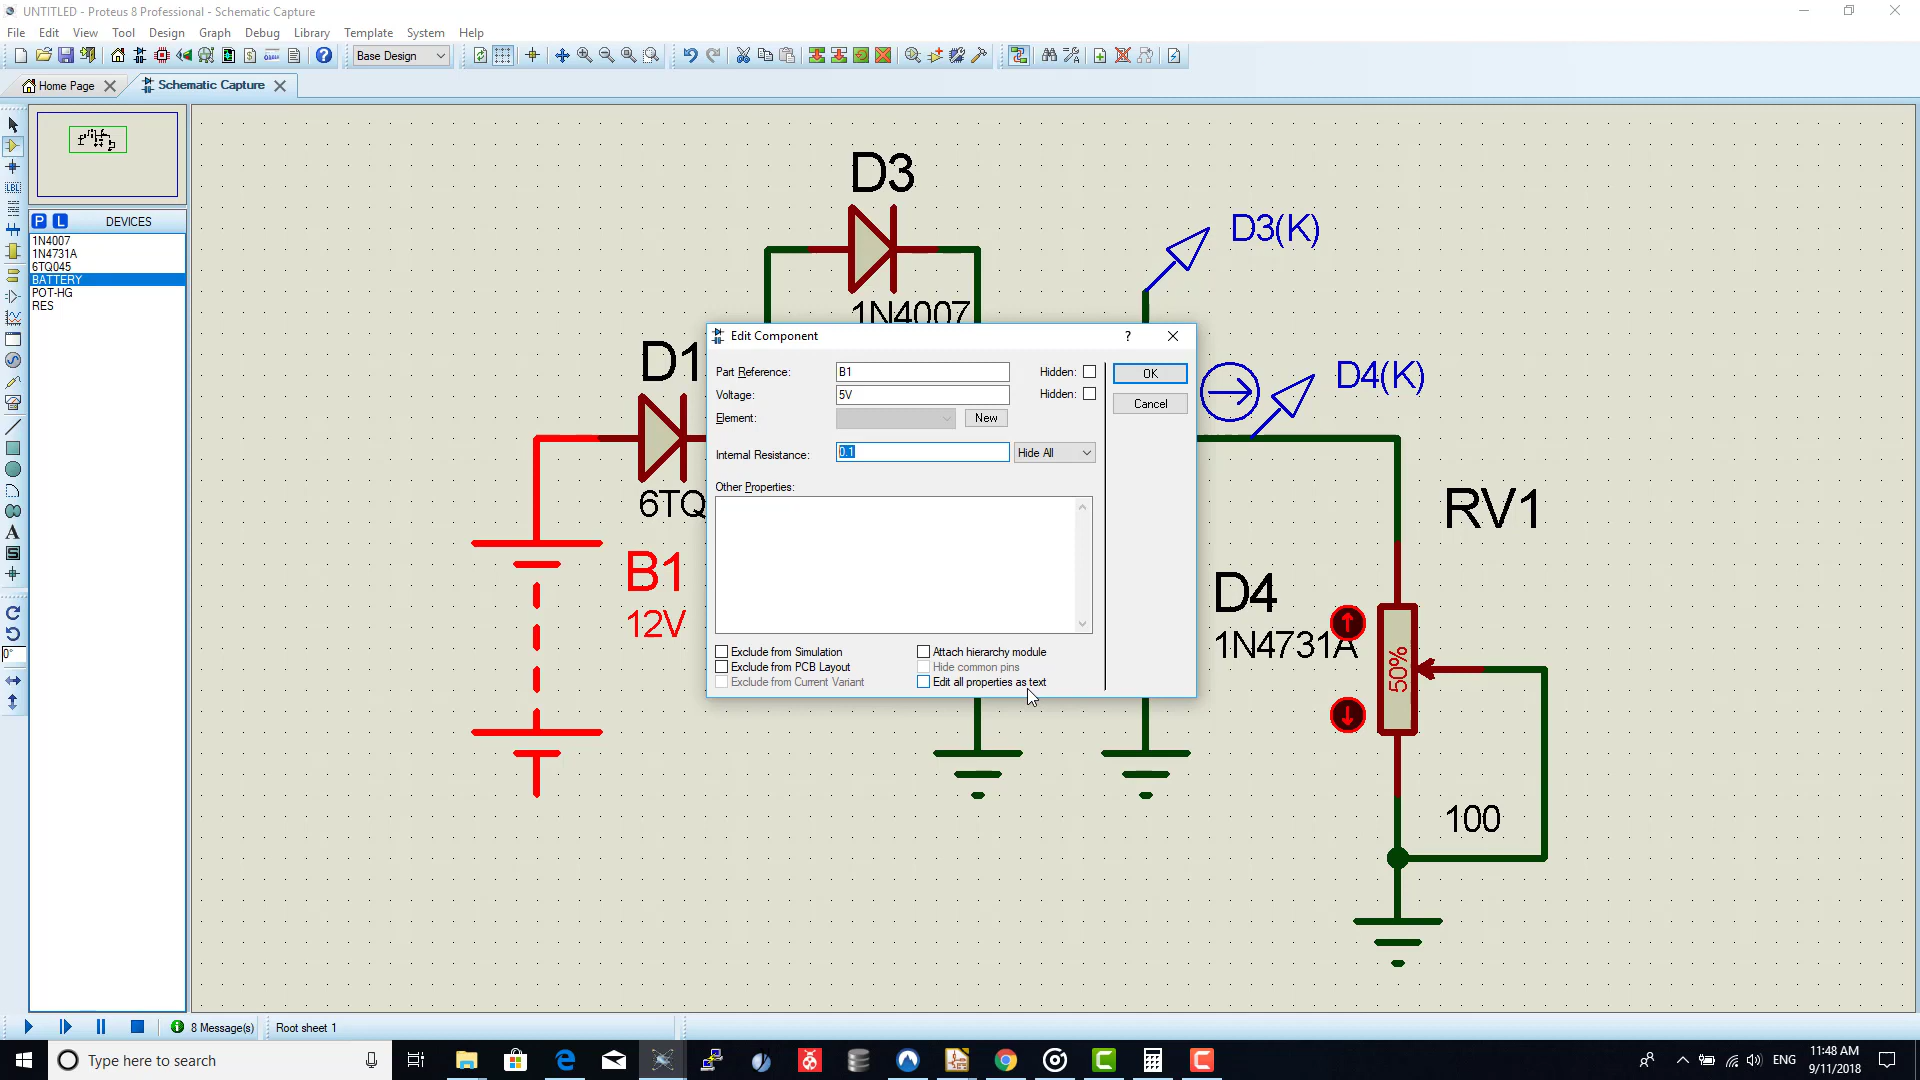 UNTITLED - Proteus 8 Professional - Schematic Capture
File Edit View Tool Design Graph Debug Library Template System Help
Base Design
Home Page
Schematic Capture
P L DEVICES
1N4007
1N4731A
6TQ045
BATTERY
POT-HG
RES
LBL
A
S
0°
D3
1N4007
D3(K)
D4(K)
D1
6TQ
B1
12V
RV1
D4
1N4731A
50%
100
Edit Component
?
Part Reference: B1 Hidden:
Voltage: 5V Hidden:
Element: New
Internal Resistance: 0.1 Hide All
Other Properties:
OK
Cancel
Exclude from Simulation
Exclude from PCB Layout
Exclude from Current Variant
Attach hierarchy module
Hide common pins
Edit all properties as text
8 Message(s)
Root sheet 1
Type here to search
ENG
11:48 AM
9/11/2018